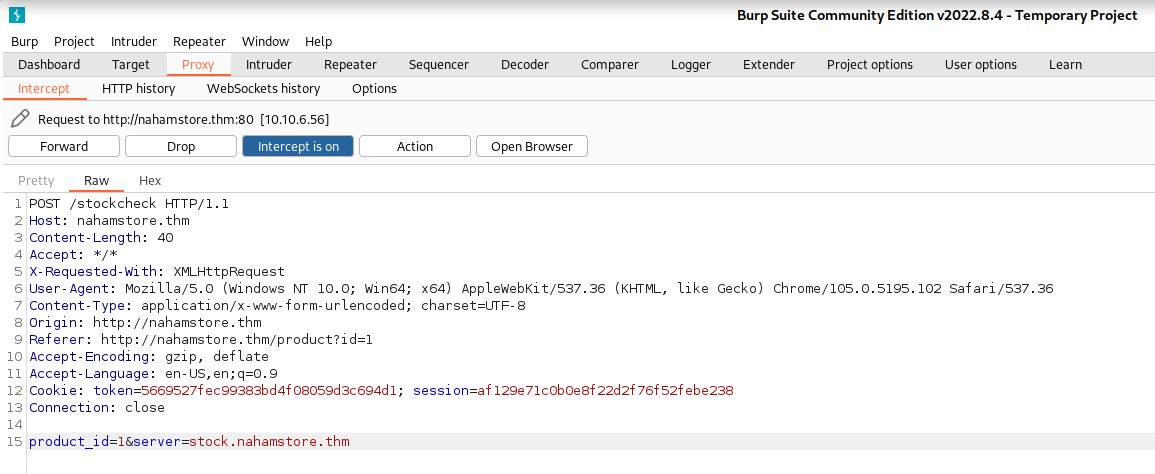 Burp Suite Community Edition v2022.8.4 - Temporary Project
Burp Project Intruder Repeater Window Help
Dashboard Target Proxy Intruder Repeater Sequencer Decoder Comparer Logger Extender Project options User options Learn
Intercept HTTP history WebSockets history Options
Request to http://nahamstore.thm:80 [10.10.6.56]
Forward Drop Intercept is on Action Open Browser
Pretty Raw Hex
1 POST /stockcheck HTTP/1.1
2 Host: nahamstore.thm
3 Content-Length: 40
4 Accept: */*
5 X-Requested-With: XMLHttpRequest
6 User-Agent: Mozilla/5.0 (Windows NT 10.0; Win64; x64) AppleWebKit/537.36 (KHTML, like Gecko) Chrome/105.0.5195.102 Safari/537.36
7 Content-Type: application/x-www-form-urlencoded; charset=UTF-8
8 Origin: http://nahamstore.thm
9 Referer: http://nahamstore.thm/product?id=1
10 Accept-Encoding: gzip, deflate
11 Accept-Language: en-US,en;q=0.9
12 Cookie: token=5669527fec99383bd4f08059d3c694d1; session=af129e71c0b0e8f22d2f76f52febe238
13 Connection: close
14
15 product_id=1&server=stock.nahamstore.thm